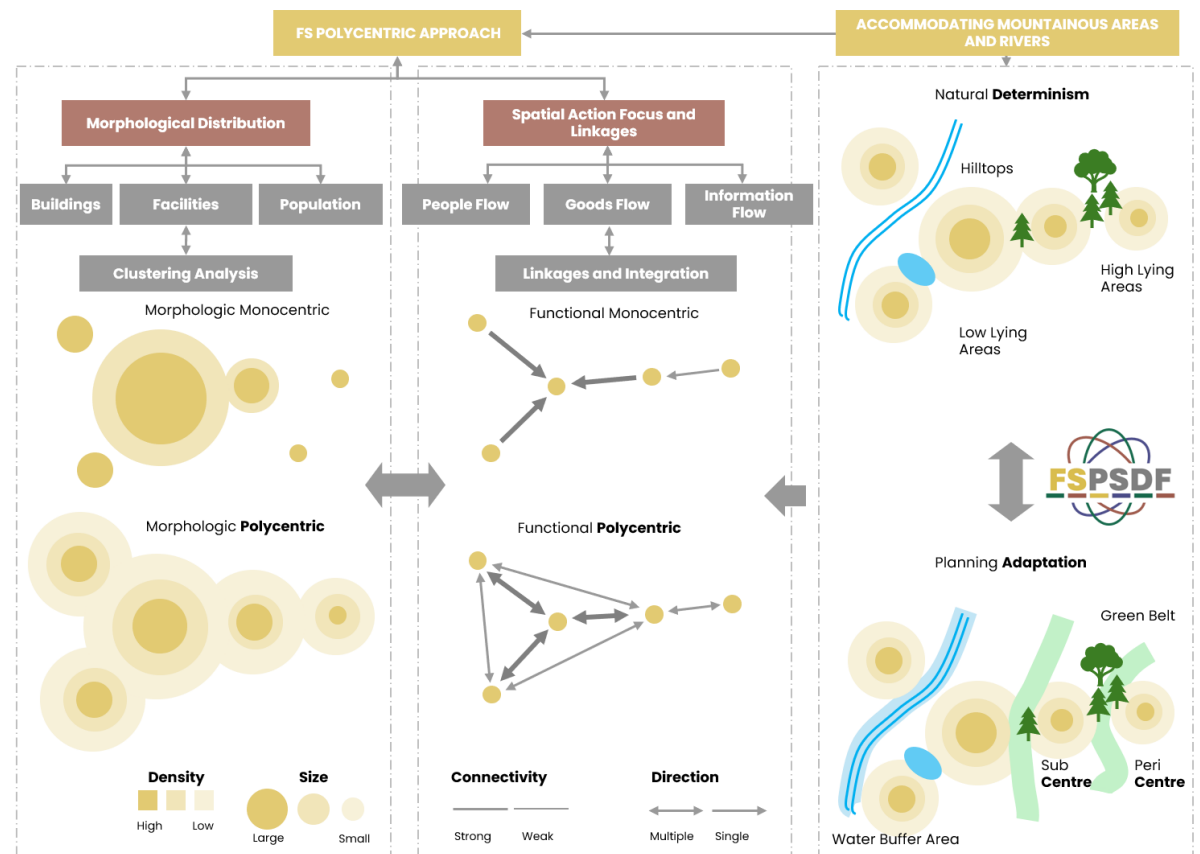 FS POLYCENTRIC APPROACH
ACCOMMODATING MOUNTAINOUS AREAS
AND RIVERS
Morphological Distribution
Buildings
Facilities
Population
Clustering Analysis
Morphologic Monocentric
Morphologic Polycentric
Density
High
Low
Size
Large
Small
Spatial Action Focus and
Linkages
People Flow
Goods Flow
Information
Flow
Linkages and Integration
Functional Monocentric
Functional Polycentric
Connectivity
Strong
Weak
Direction
Multiple
Single
Natural Determinism
Hilltops
High Lying
Areas
Low Lying
Areas
FSPSDF
Planning Adaptation
Green Belt
Sub
Centre
Peri
Centre
Water Buffer Area